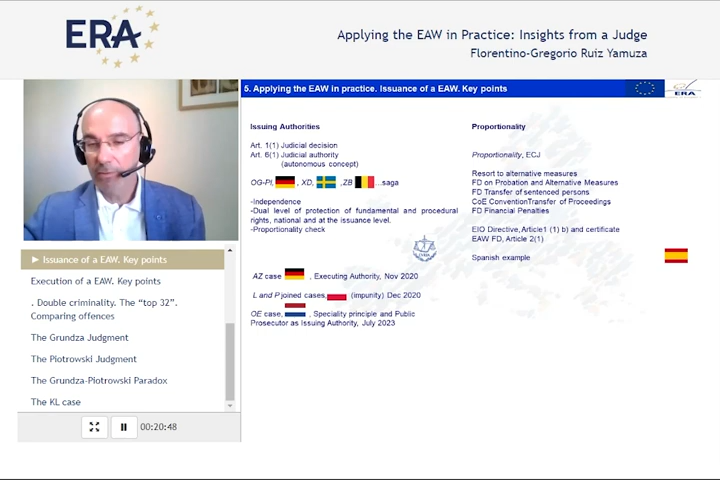 ERA
Applying the EAW in Practice: Insights from a Judge
Florentino-Gregorio Ruiz Yamuza
5. Applying the EAW in practice. Issuance of a EAW. Key points
ERA
Issuing Authorities
Art. 1(1) Judicial decision
Art. 6(1) Judicial authority
(autonomous concept)
OG-PI, , XD, ,ZB ...saga
-Independence
-Dual level of protection of fundamental and procedural
rights, national and at the issuance level.
-Proportionality check
AZ case , Executing Authority, Nov 2020
L and P joined cases, (impunity) Dec 2020
OE case, , Speciality principle and Public
Prosecutor as Issuing Authority, July 2023
Proportionality
Proportionality, ECJ
Resort to alternative measures
FD on Probation and Alternative Measures
FD Transfer of sentenced persons
CoE ConventionTransfer of Proceedings
FD Financial Penalties
EIO Directive, Article1 (1) b) and certificate
EAW FD, Article 2(1)
Spanish example
► Issuance of a EAW. Key points
Execution of a EAW. Key points
. Double criminality. The “top 32”.
Comparing offences
The Grundza Judgment
The Piotrowski Judgment
The Grundza-Piotrowski Paradox
The KL case
00:20:48